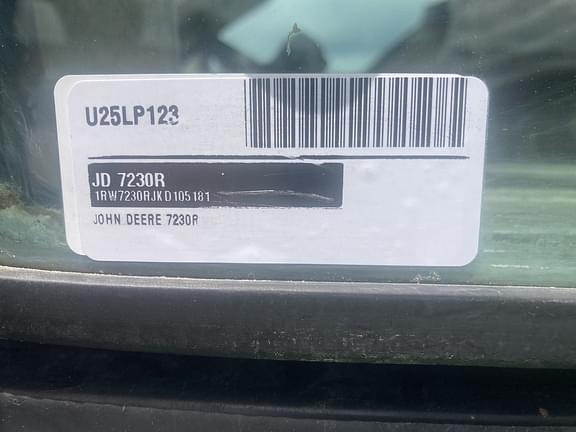 U25LP123
JD 7230R
1RW7230RJKD105181
JOHN DEERE 7230R